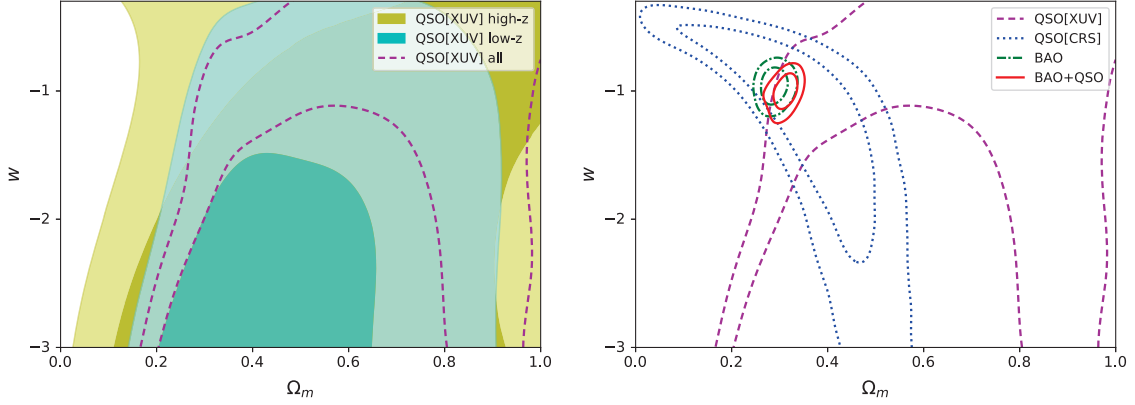 QSO[XUV] high-z
QSO[XUV] low-z
QSO[XUV] all
−1
−2
−3
w
0.0 0.2 0.4 0.6 0.8 1.0
Ωm
QSO[XUV]
QSO[CRS]
BAO
BAO+QSO
−1
−2
−3
w
0.0 0.2 0.4 0.6 0.8 1.0
Ωm